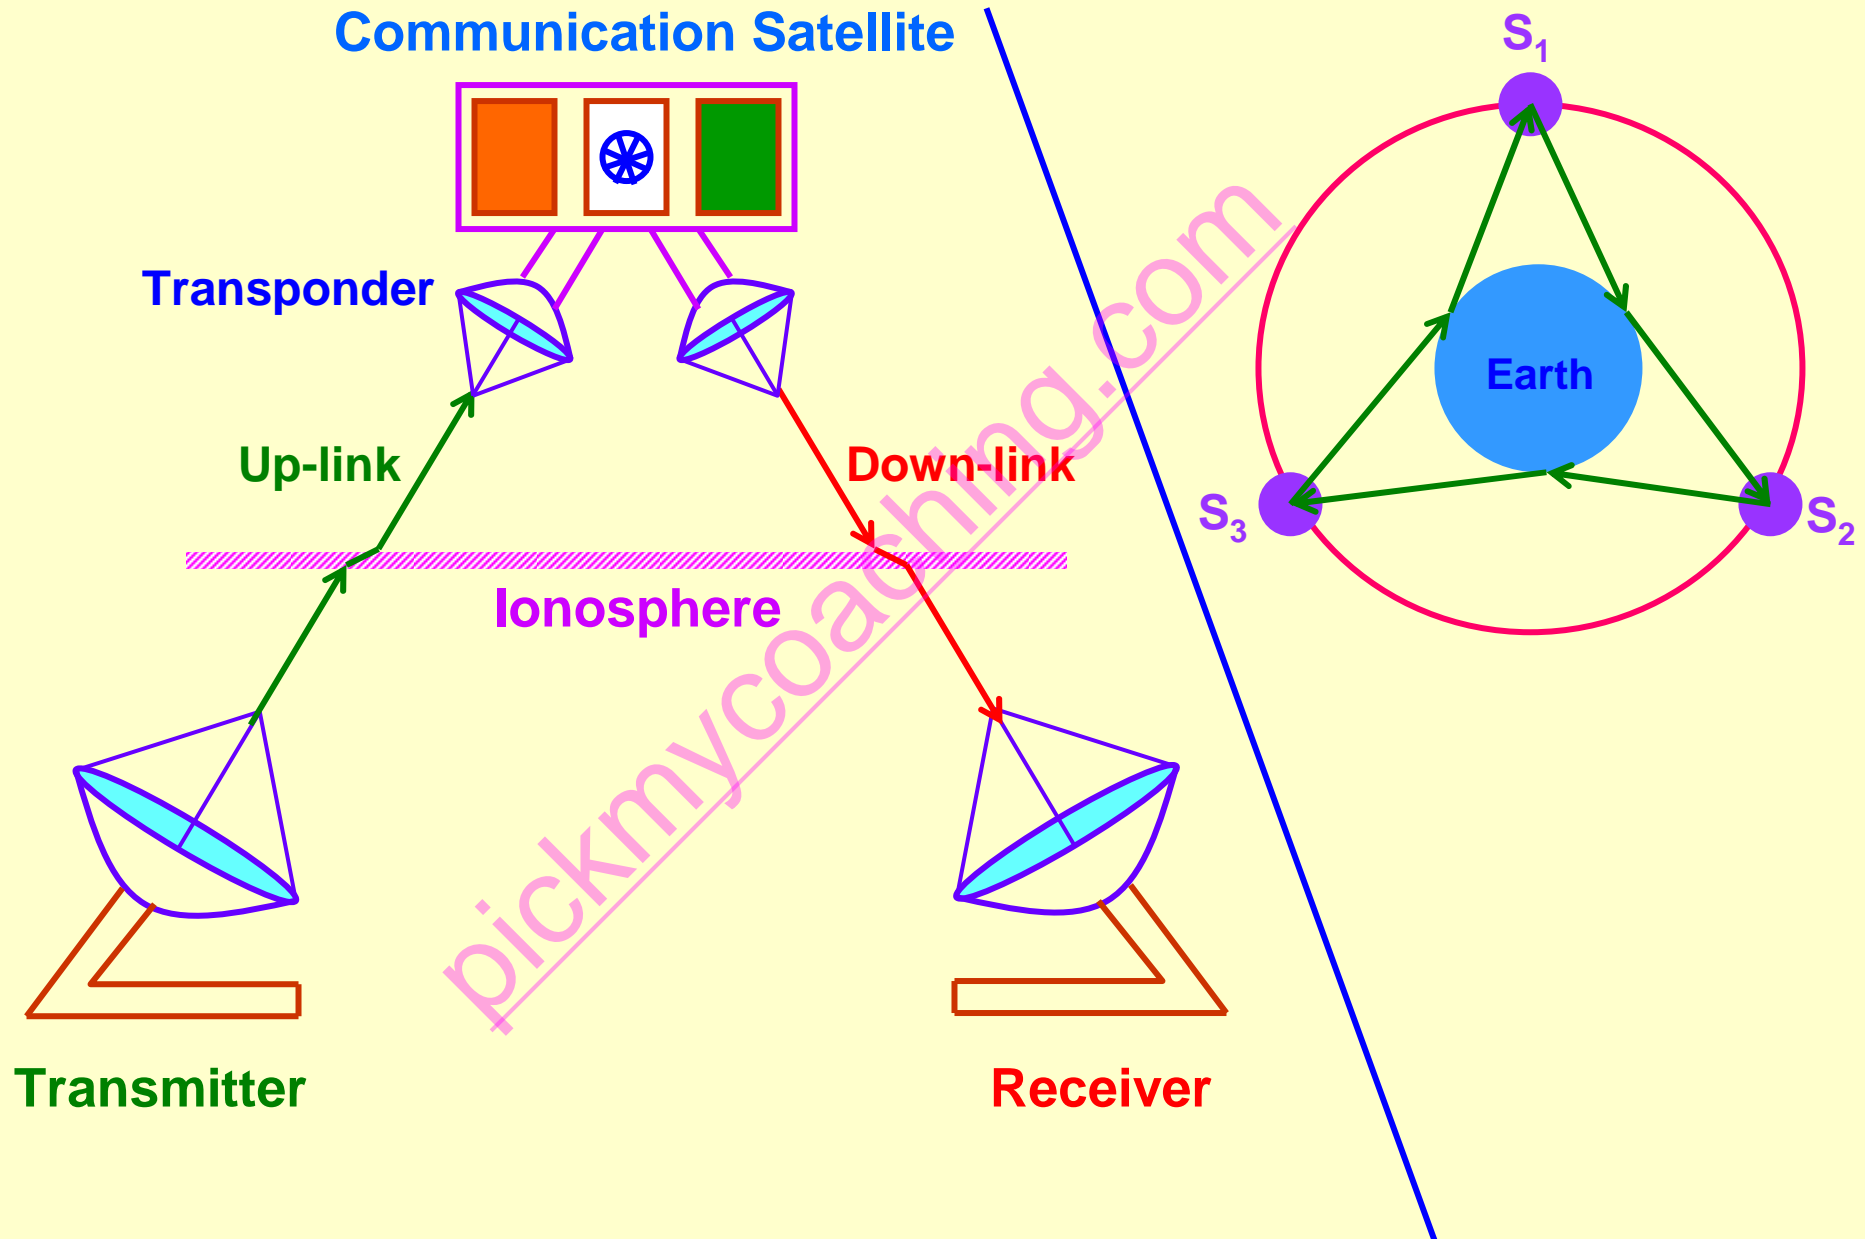 Communication Satellite
Transponder
Up-link
Down-link
Ionosphere
Transmitter
Receiver
pickmycoaching.com
S1
Earth
S3
S2